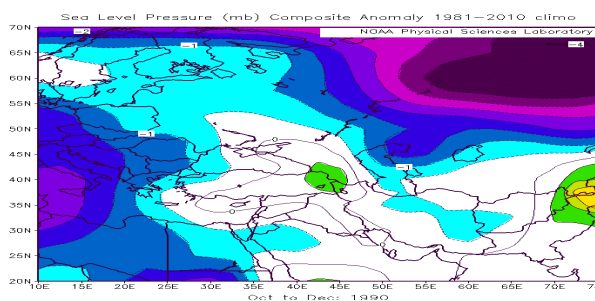 Sea Level Pressure (mb) Composite Anomaly 1981–2010 climo
NOAA Physical Sciences Laboratory
70N
65N
60N
55N
50N
45N
40N
35N
30N
25N
20N
-2
-1
-4
-1
0
-1
0
0
10E 15E 20E 25E 30E 35E 40E 45E 50E 55E 60E 65E 70E
Oct to Dec: 1990